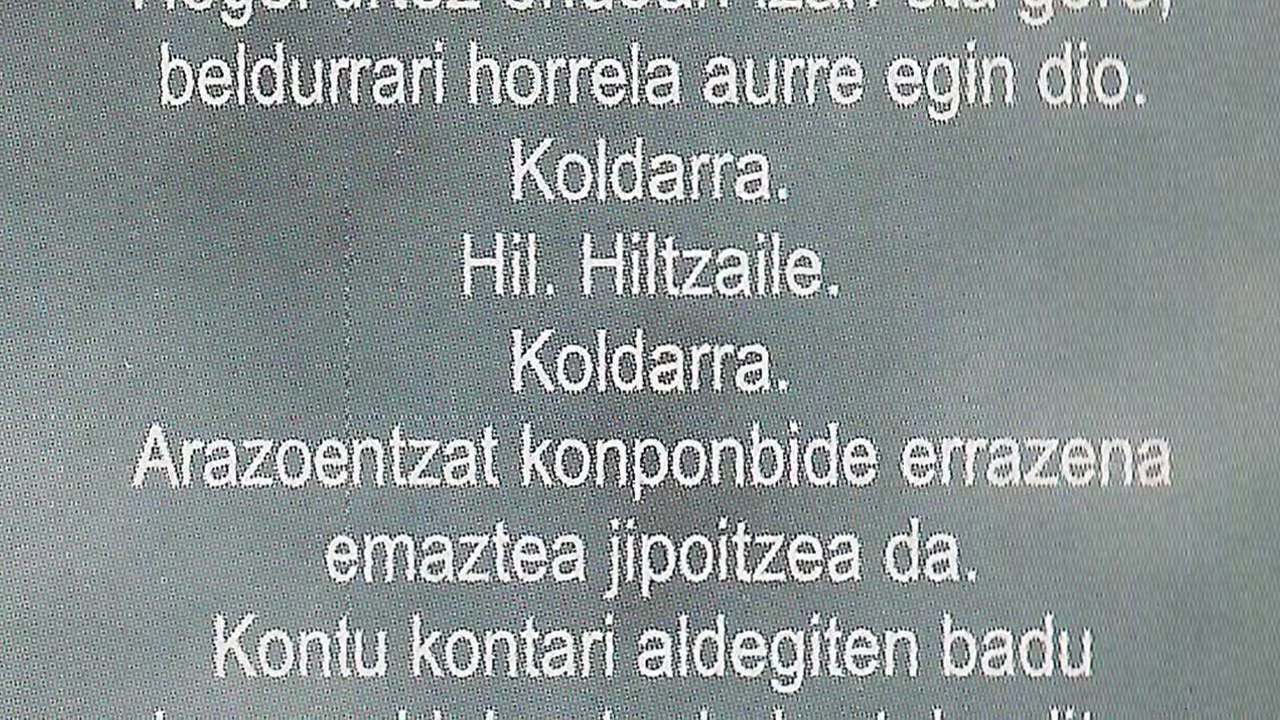 beldurrari horrela aurre egin dio.
Koldarra.
Hil. Hiltzaile.
Koldarra.
Arazoentzat konponbide errazena
emaztea jipoitzea da.
Kontu kontari aldegiten badu